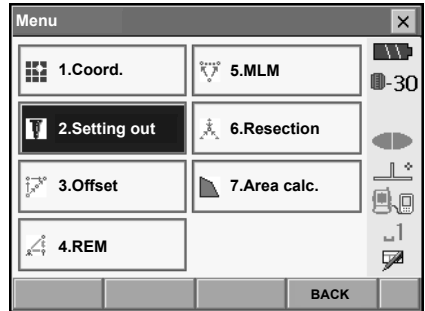 Menu
1.Coord.
2.Setting out
3.Offset
4.REM
5.MLM
6.Resection
7.Area calc.
-30
1
BACK